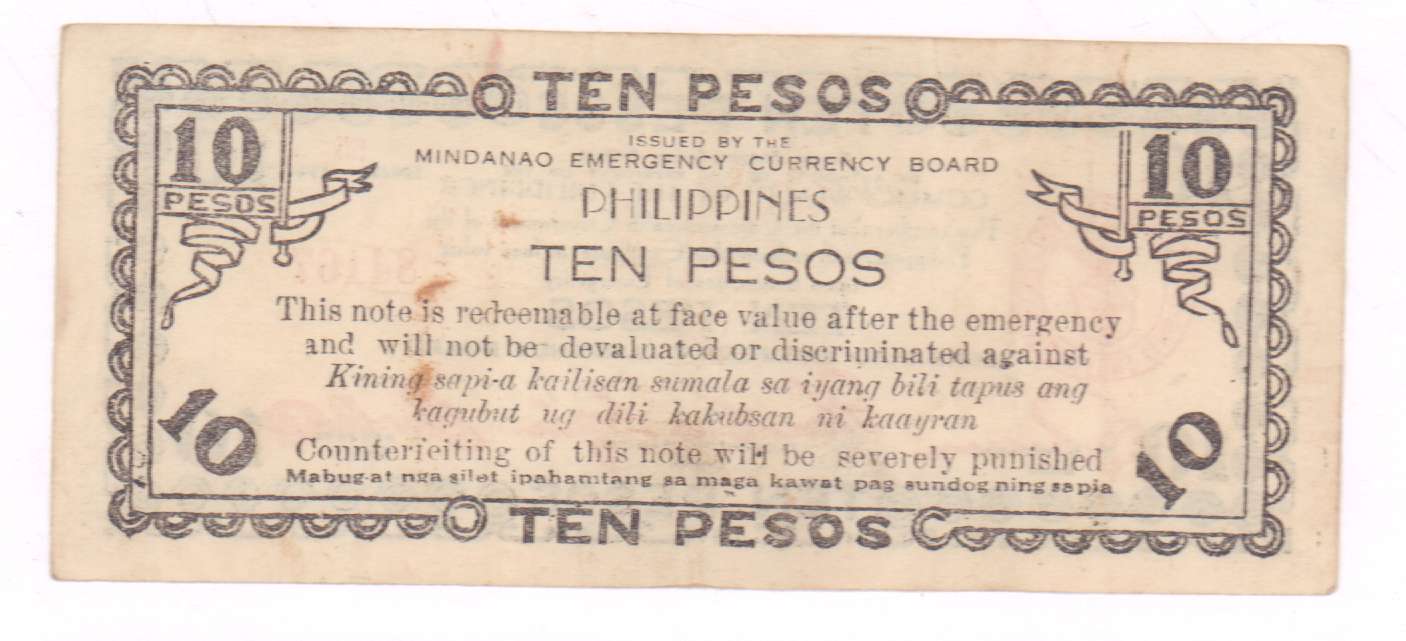 TEN PESOS
10
PESOS
10
PESOS
ISSUED BY THE
MINDANAO EMERGENCY CURRENCY BOARD
PHILIPPINES
TEN PESOS
This note is redeemable at face value after the emergency
and will not be devaluated or discriminated against
Kining sapi-a kailisan sumala sa iyang bili tapus ang
kagubut ug dili kakubsan ni kaayran
Counterfeiting of this note will be severely punished
Mabug-at nga silot ipahamtang sa maga kawat pag sundog ning sapia
10
10
TEN PESOS